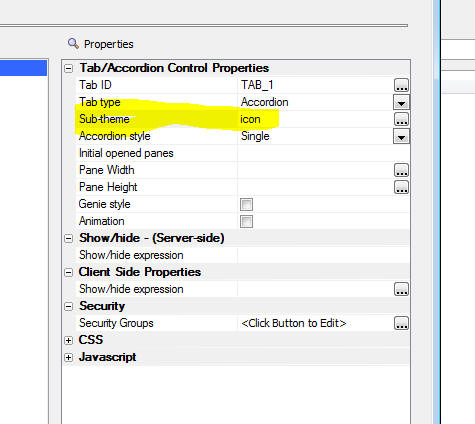 Properties
Tab/Accordion Control Properties
Tab ID TAB_1 ...
Tab type Accordion
Sub-theme icon ...
Accordion style Single
Initial opened panes
Pane Width ...
Pane Height ...
Genie style
Animation
Show/hide - (Server-side)
Show/hide expression
Client Side Properties
Show/hide expression ...
Security
Security Groups <Click Button to Edit> ...
CSS
Javascript